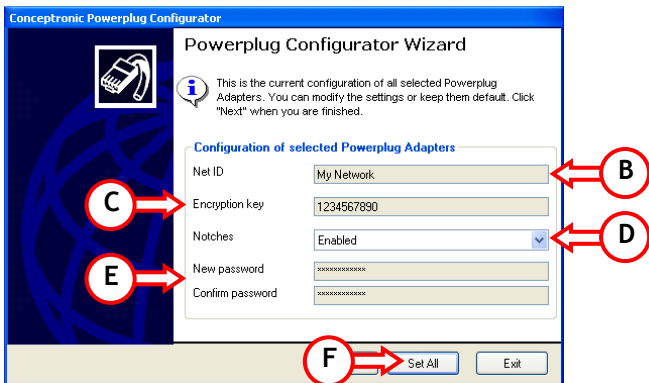 Conceptronic Powerplug Configurator
Powerplug Configurator Wizard
This is the current configuration of all selected Powerplug
Adapters. You can modify the settings or keep them default. Click
"Next" when you are finished.
Configuration of selected Powerplug Adapters
Net ID My Network B
C Encryption key 1234567890
Notches Enabled D
E New password xxxxxxxxxxxx
Confirm password xxxxxxxxxxxx
F Set All Exit